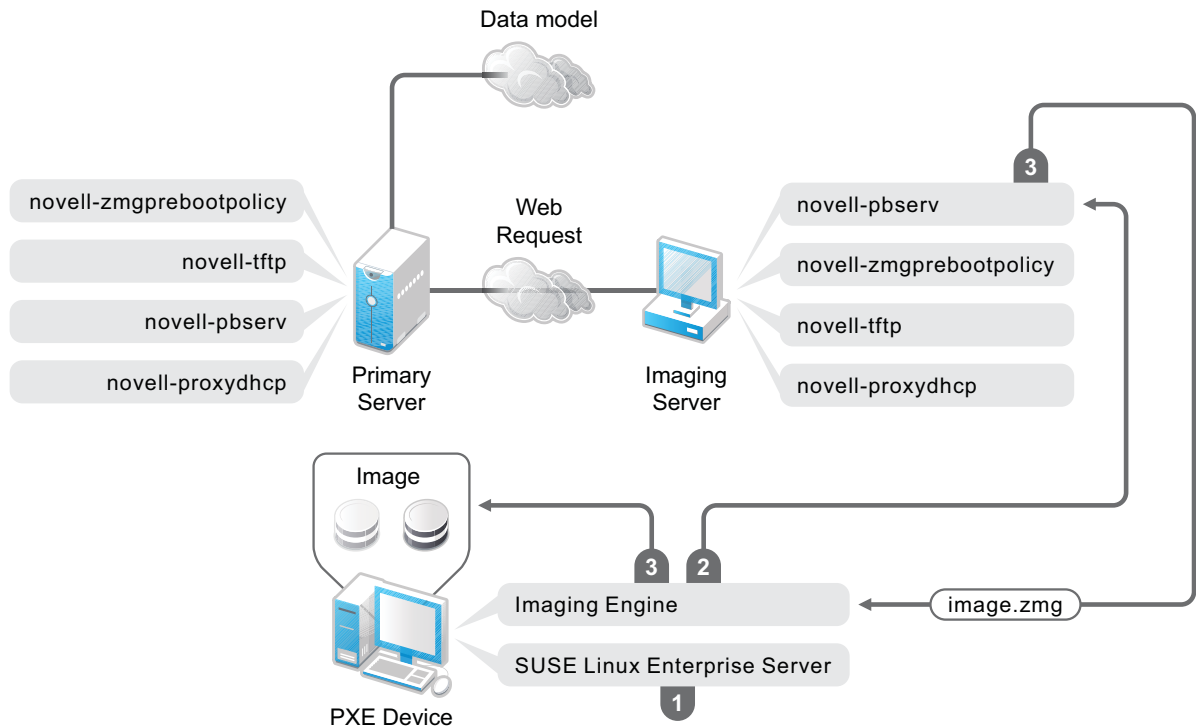 Data model
3
novell-zmgprebootpolicy
novell-tftp
novell-pbserv
novell-proxydhcp
Web
Request
novell-pbserv
novell-zmgprebootpolicy
novell-tftp
novell-proxydhcp
Primary
Server
Imaging
Server
Image
3
2
Imaging Engine
image.zmg
SUSE Linux Enterprise Server
1
PXE Device